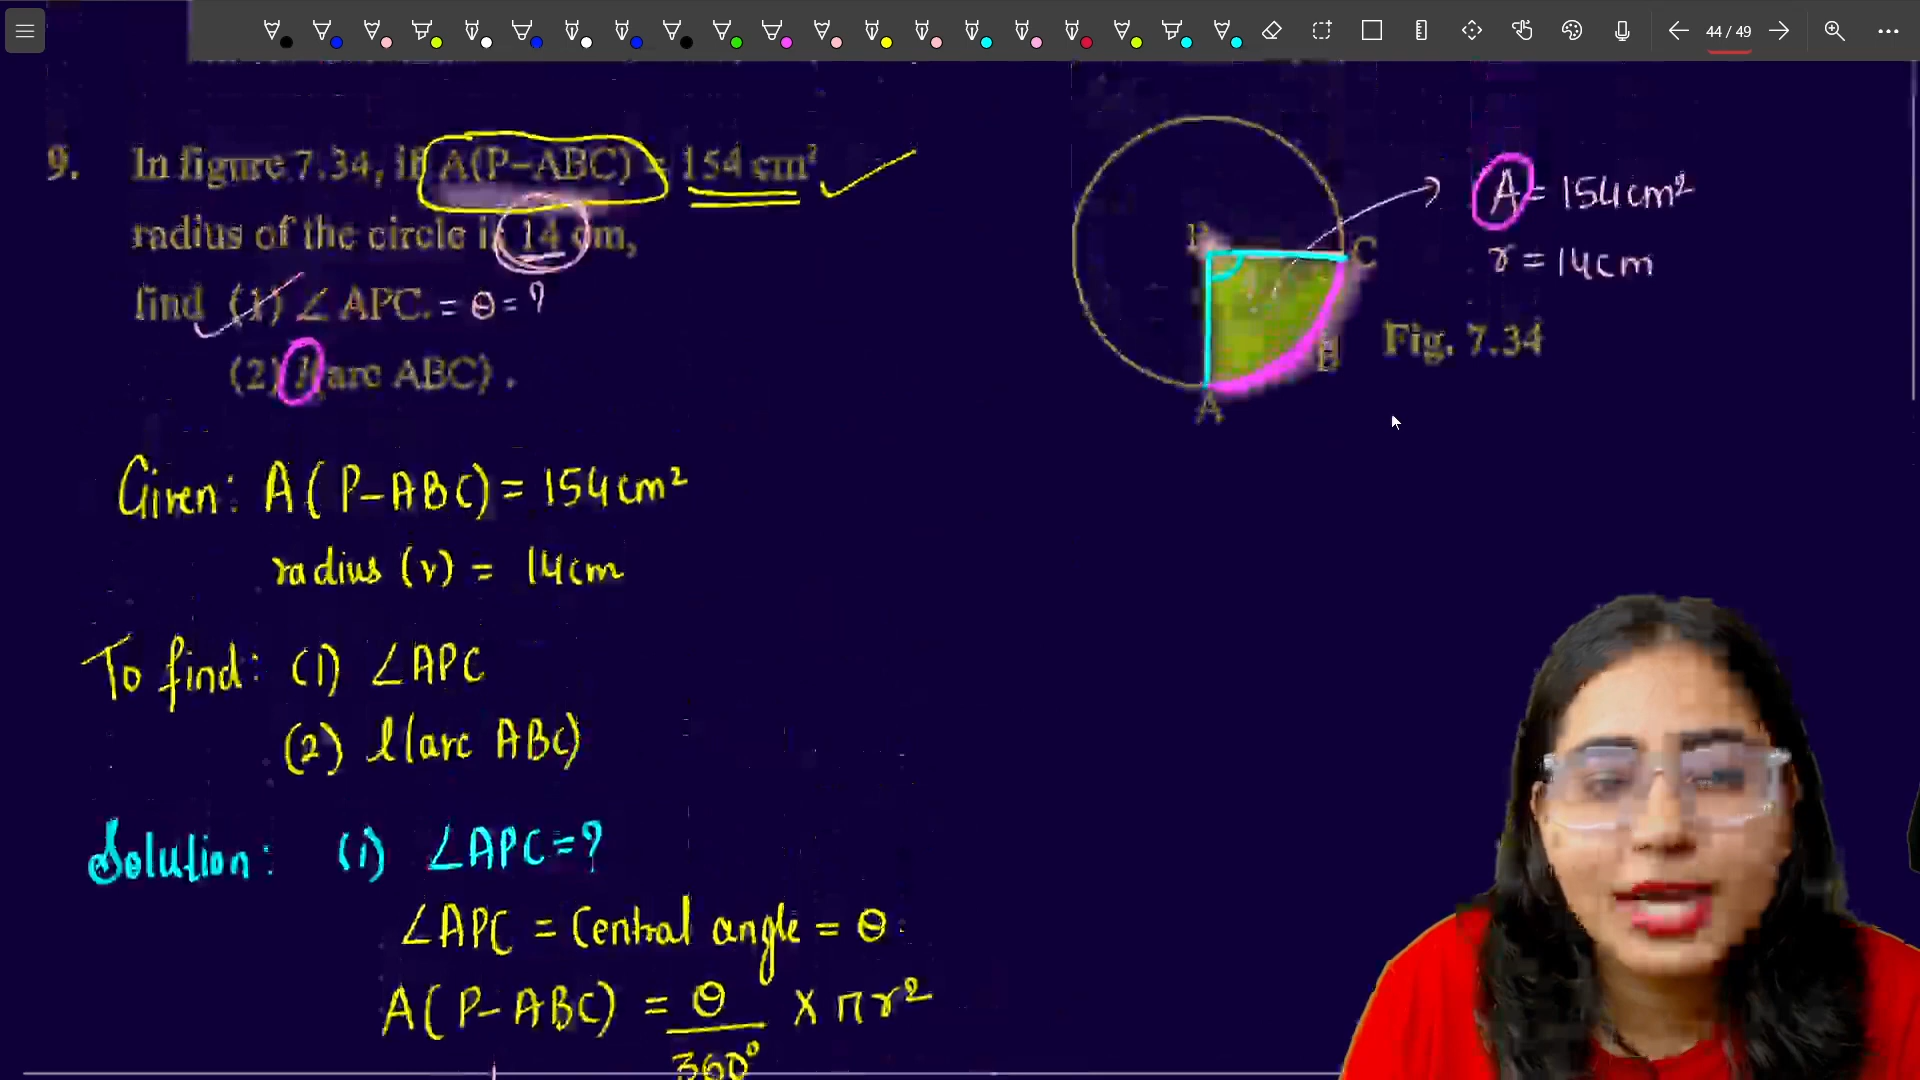 44 / 49
9. In figure 7.34, if A(P-ABC) = 154 cm²
radius of the circle is 14 cm,
find (1) ∠ APC. = θ = ?
(2) l(arc ABC) .
P
C
B
A
Fig. 7.34
A = 154cm²
r = 14cm
Given: A( P-ABC) = 154cm²
radius (r) = 14cm
To find: (1) ∠APC
(2) l(arc ABC)
Solution: (1) ∠APC=?
∠APC = Central angle = θ
A( P-ABC) = θ/360° × πr²